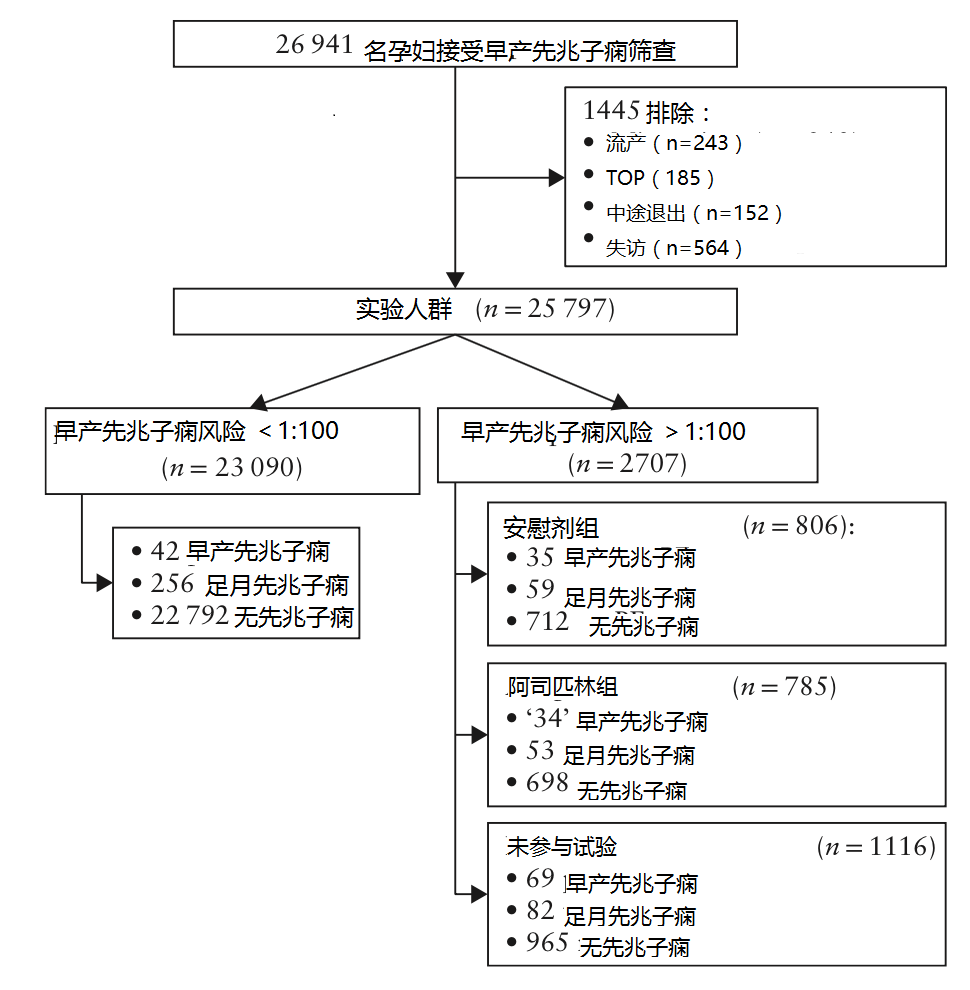 26 941 名孕妇接受早产先兆子痫筛查
1445 排除：
• 流产（n=243）
• TOP（185）
• 中途退出（n=152）
• 失访（n=564）
实验人群 (n = 25 797)
早产先兆子痫风险 ＜1:100
(n = 23 090)
• 42 早产先兆子痫
• 256 足月先兆子痫
• 22 792 无先兆子痫
早产先兆子痫风险 ＞1:100
(n = 2707)
安慰剂组 (n = 806):
• 35 早产先兆子痫
• 59 足月先兆子痫
• 712 无先兆子痫
阿司匹林组 (n = 785)
• ‘34’ 早产先兆子痫
• 53 足月先兆子痫
• 698 无先兆子痫
未参与试验 (n = 1116)
• 69 早产先兆子痫
• 82 足月先兆子痫
• 965 无先兆子痫